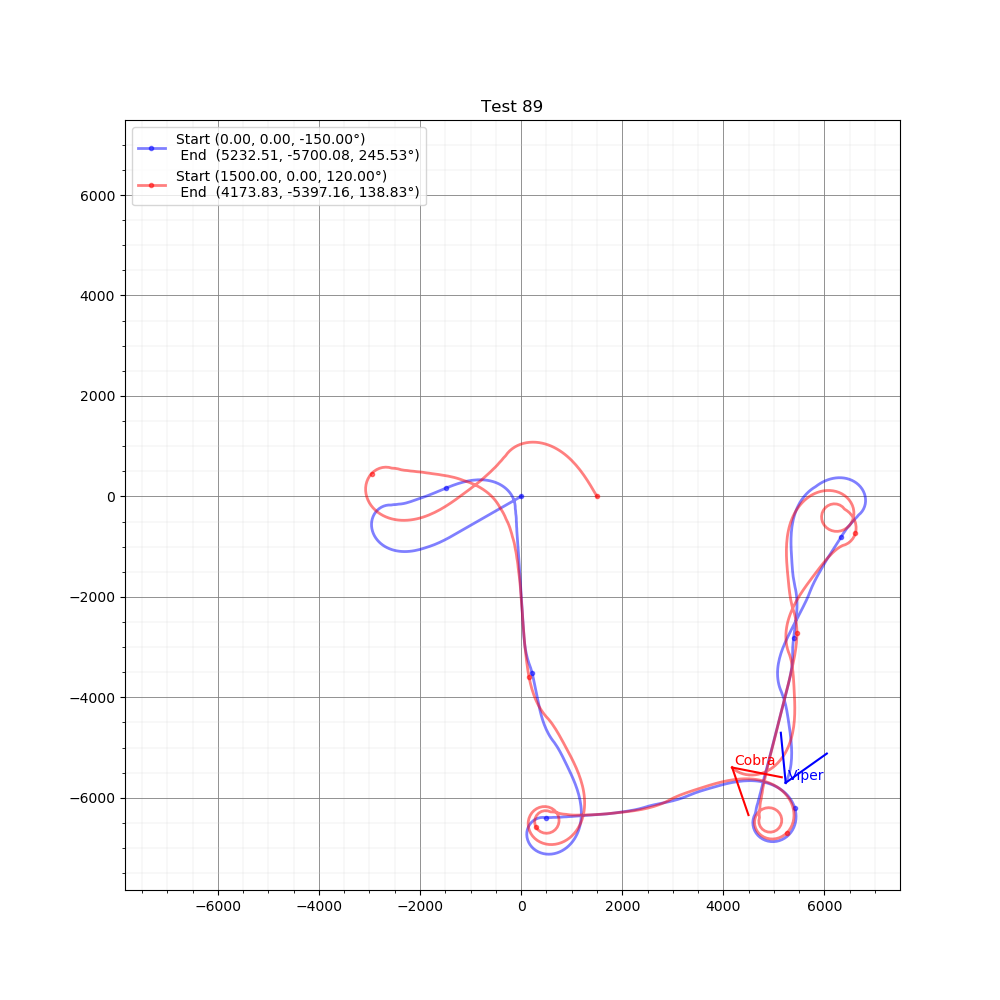 Test 89
Start (0.00, 0.00, -150.00°)
End (5232.51, -5700.08, 245.53°)
Start (1500.00, 0.00, 120.00°)
End (4173.83, -5397.16, 138.83°)
6000
4000
2000
0
−2000
−4000
−6000
Cobra
Viper
−6000 −4000 −2000 0 2000 4000 6000